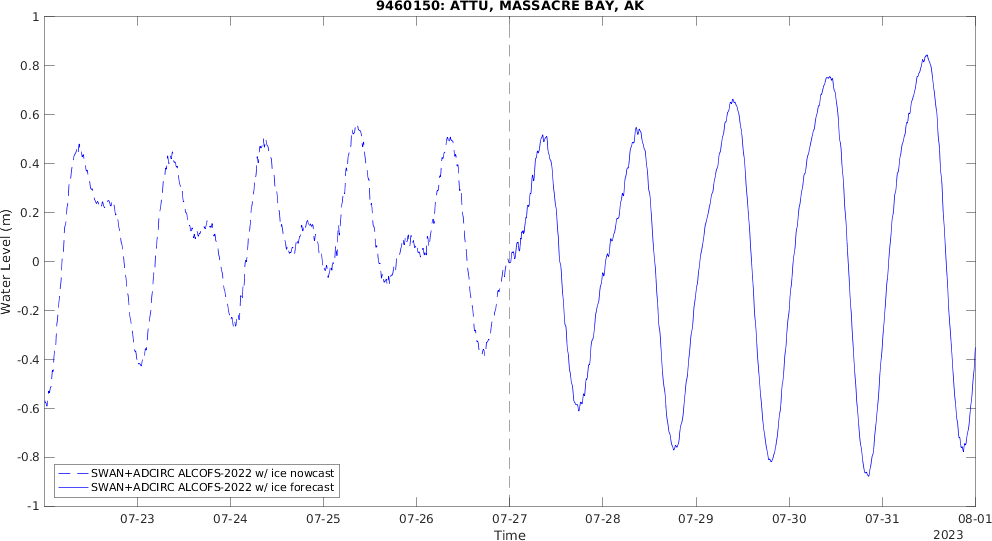 9460150: ATTU, MASSACRE BAY, AK
1
0.8
0.6
0.4
0.2
0
-0.2
-0.4
-0.6
-0.8
-1
Water Level (m)
SWAN+ADCIRC ALCOFS-2022 w/ ice nowcast
SWAN+ADCIRC ALCOFS-2022 w/ ice forecast
07-23 07-24 07-25 07-26 07-27 07-28 07-29 07-30 07-31 08-01
Time
2023